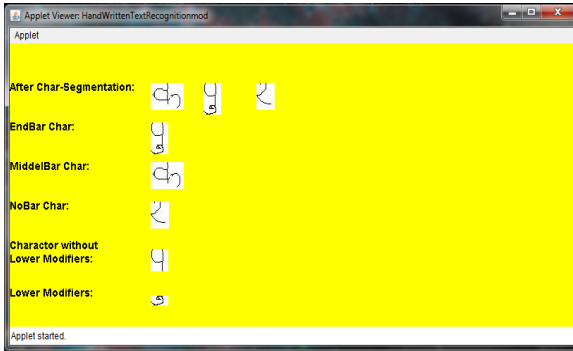 Applet Viewer: HandWrittenTextRecognitionmod
Applet
After Char-Segmentation:
EndBar Char:
MiddelBar Char:
NoBar Char:
Charactor without
Lower Modifiers:
Lower Modifiers:
Applet started.